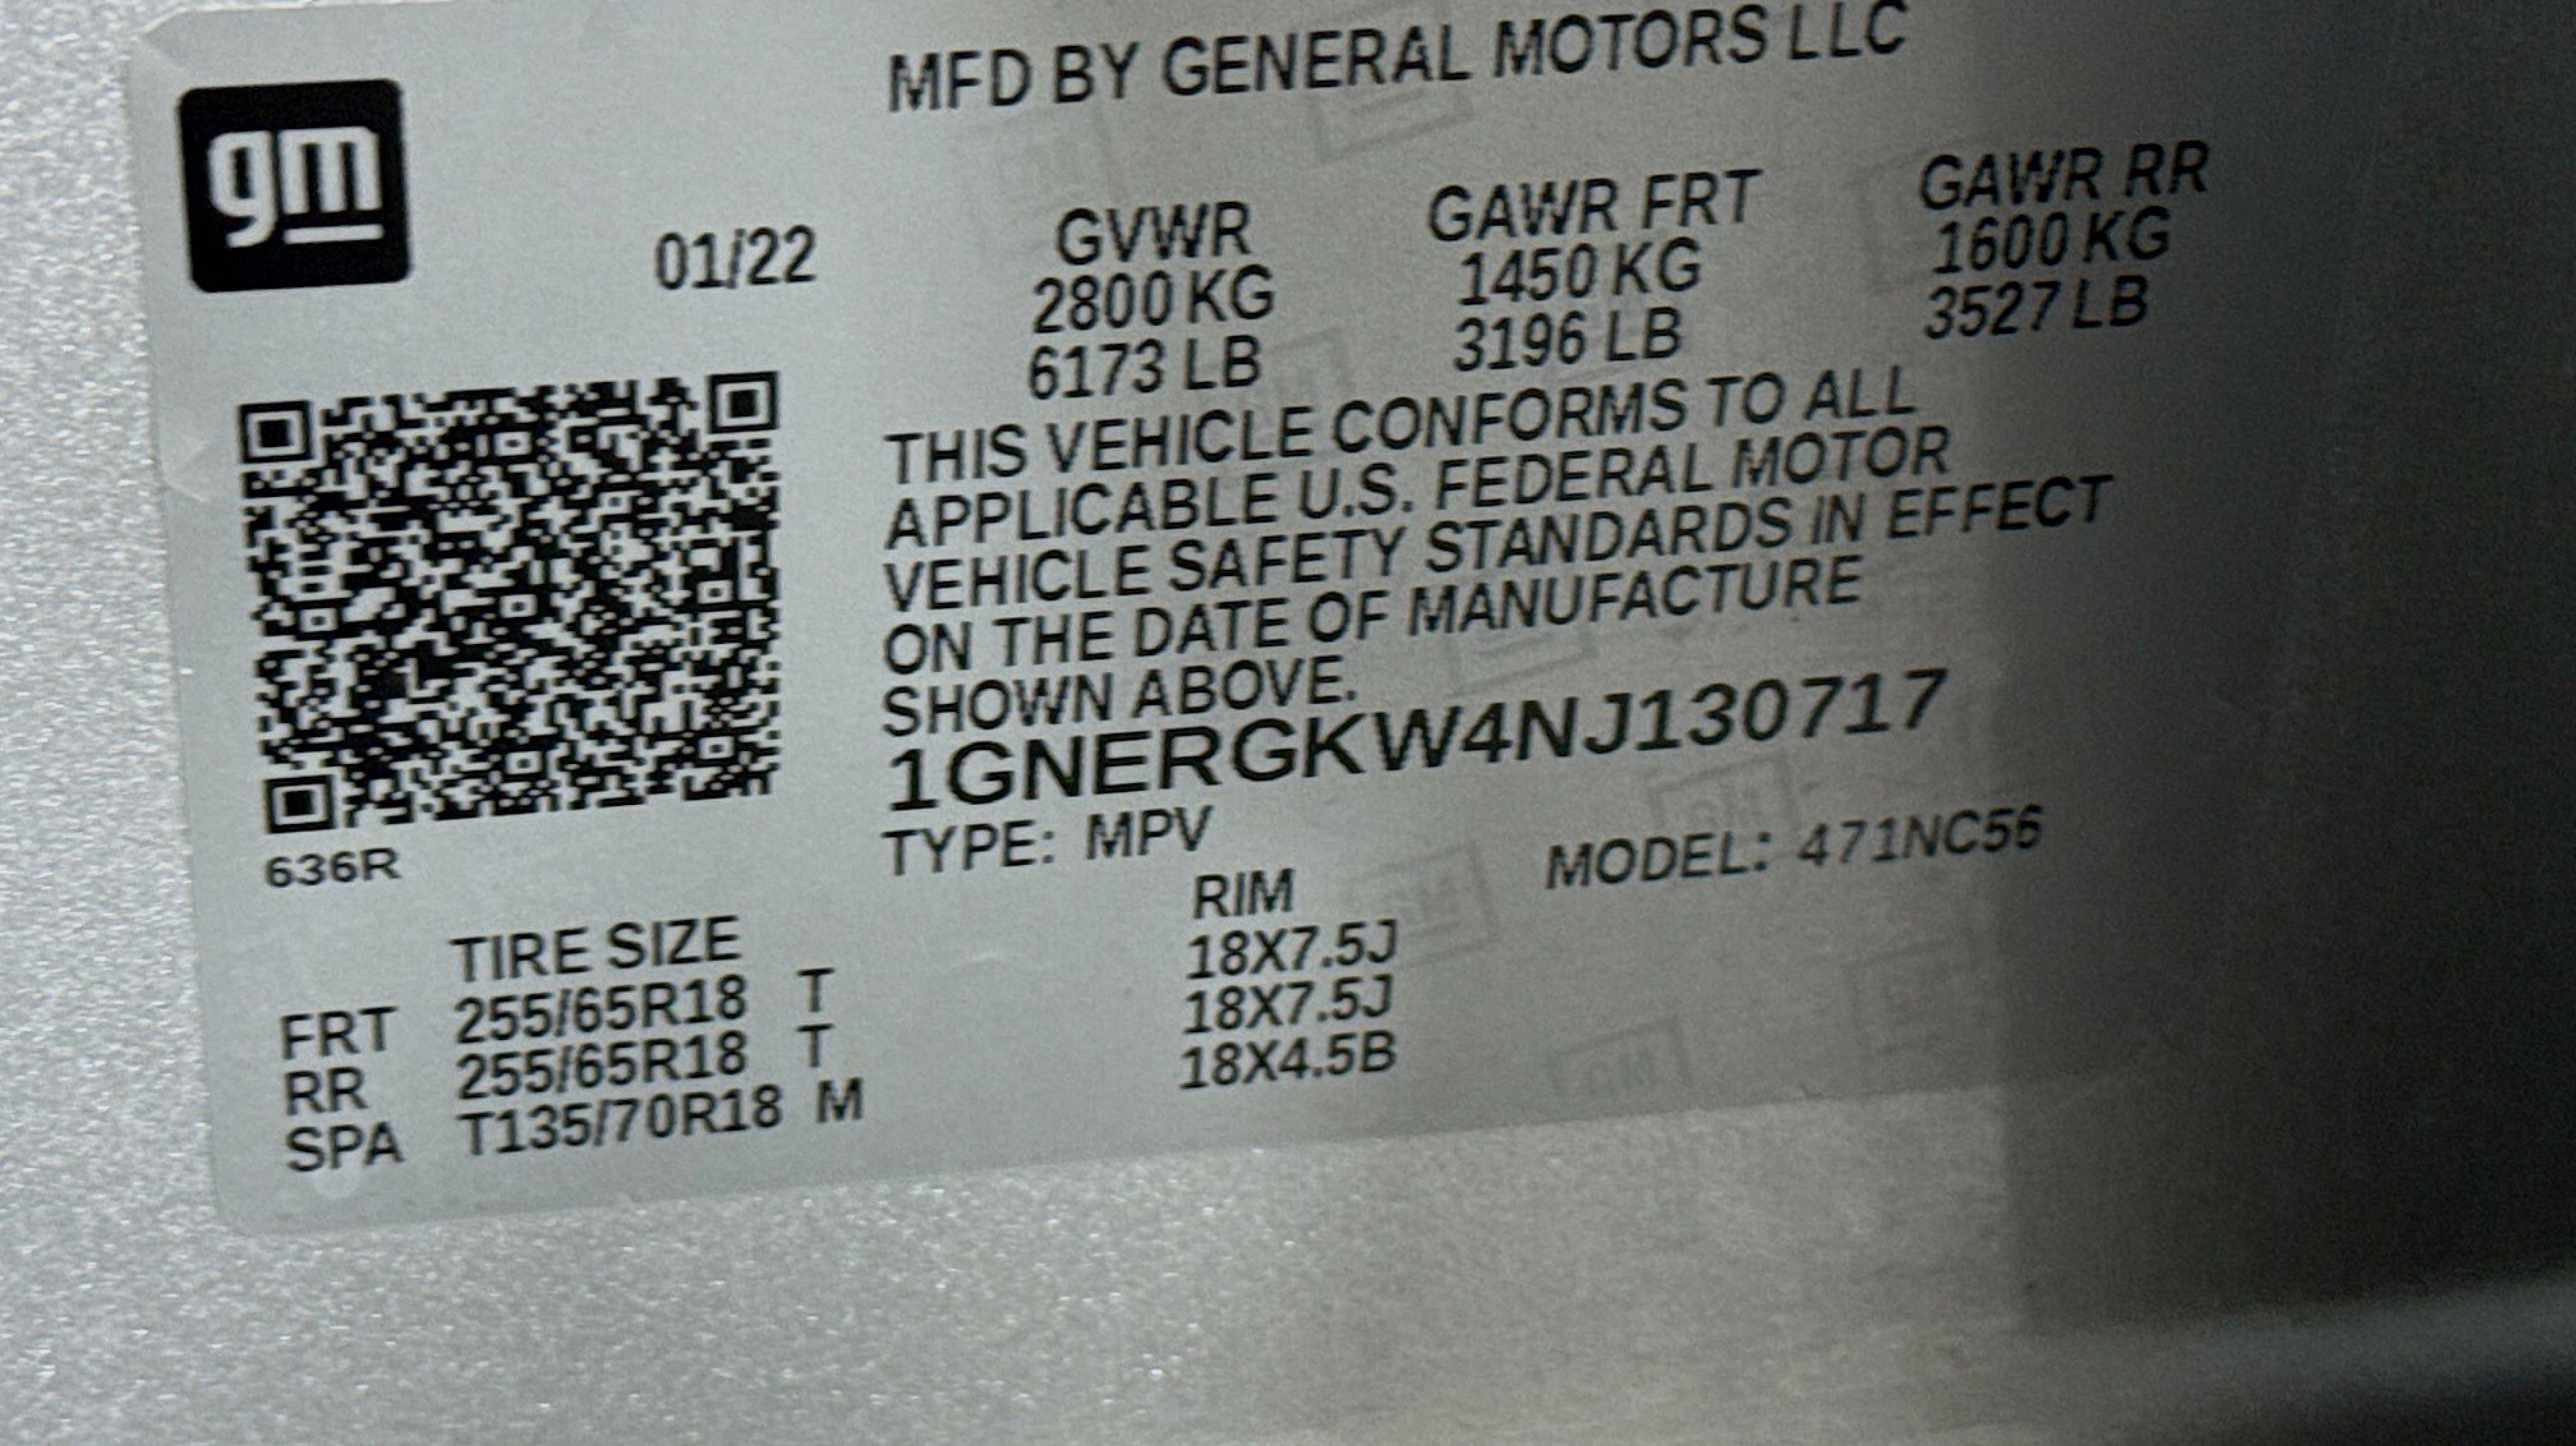 MFD BY GENERAL MOTORS LLC
gm
01/22
GVWR GAWR FRT GAWR RR
2800 KG 1450 KG 1600 KG
6173 LB 3196 LB 3527 LB
THIS VEHICLE CONFORMS TO ALL
APPLICABLE U.S. FEDERAL MOTOR
VEHICLE SAFETY STANDARDS IN EFFECT
ON THE DATE OF MANUFACTURE
SHOWN ABOVE.
1GNERGKW4NJ130717
TYPE: MPV MODEL: 471NC56
636R
TIRE SIZE RIM
FRT 255/65R18 T 18X7.5J
RR 255/65R18 T 18X7.5J
SPA T135/70R18 M 18X4.5B